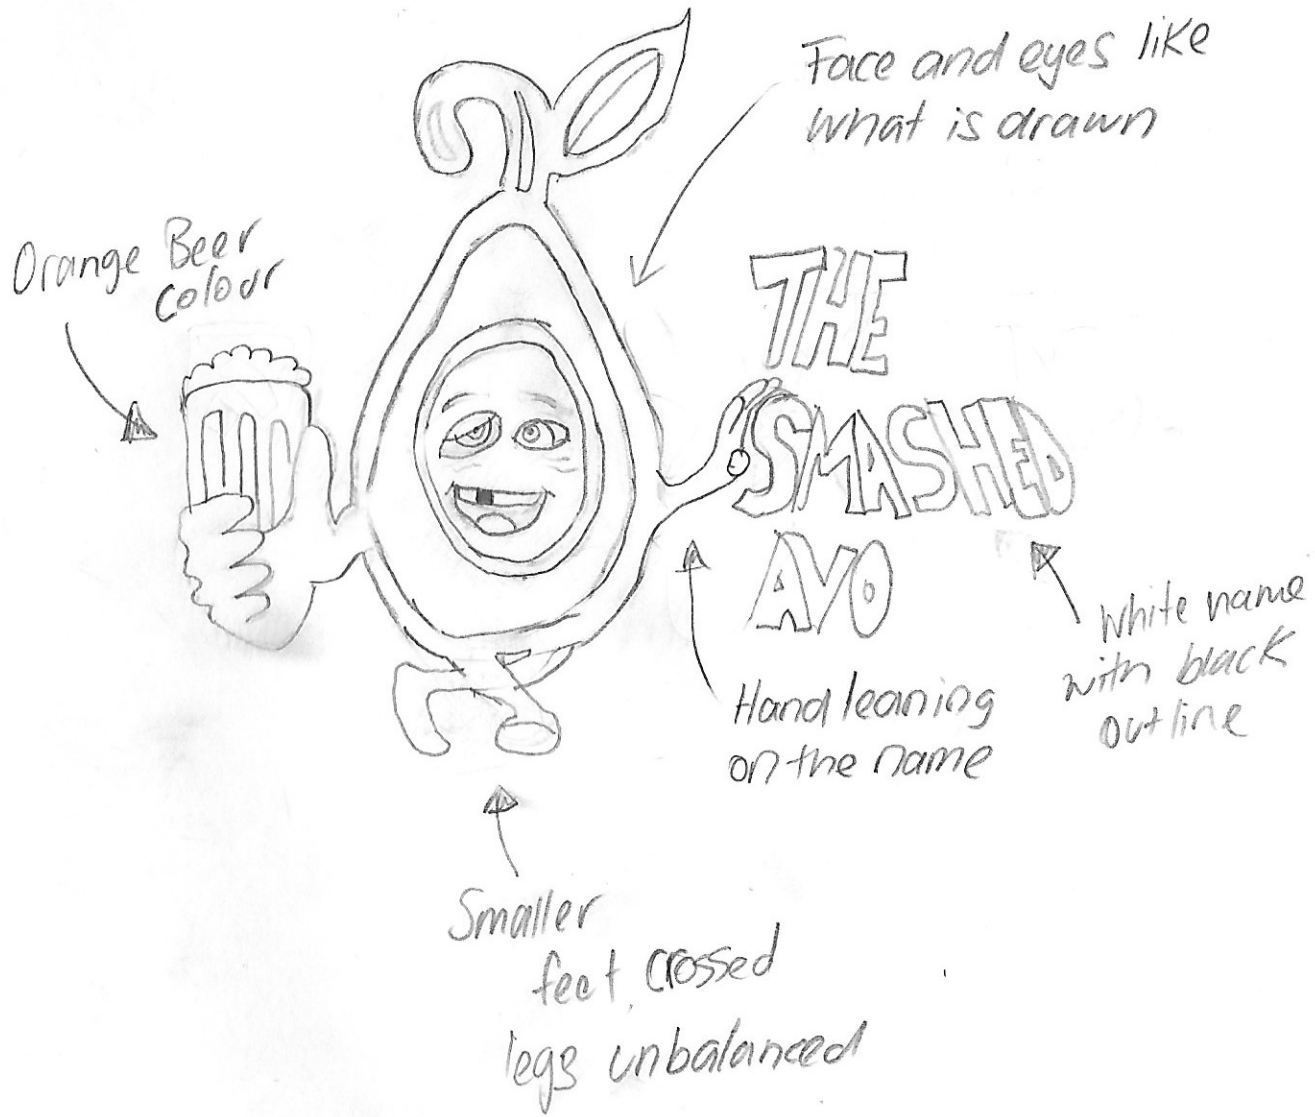 Face and eyes like
what is drawn
Orange Beer
colour
THE
SMASHED
AVO
White name
with black
outline
Hand leaning
on the name
Smaller
feet crossed
legs unbalanced